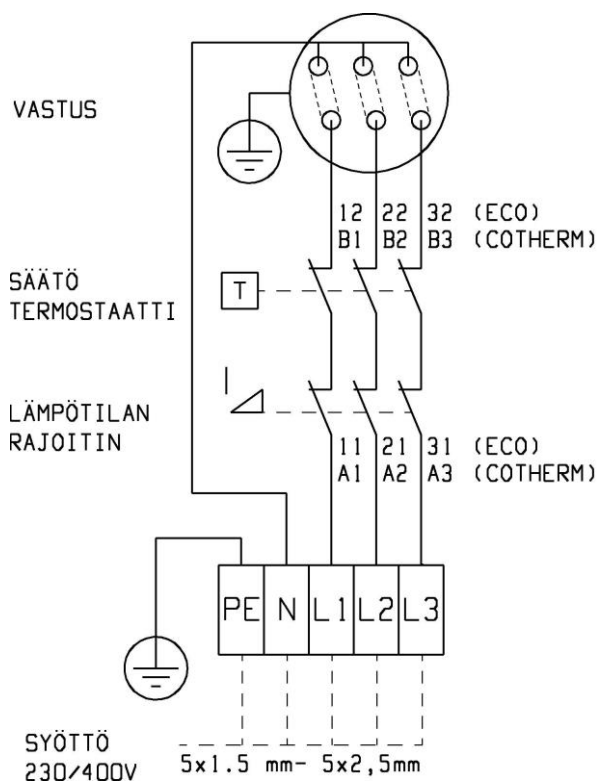 VASTUS
12 22 32 (ECO)
B1 B2 B3 (COTHERM)
SÄÄTÖ
TERMOSTAATTI
T
LÄMPÖTILAN
RAJOITIN
11 21 31 (ECO)
A1 A2 A3 (COTHERM)
PE N L1 L2 L3
SYÖTTÖ
230/400V
5x1.5 mm- 5x2,5mm